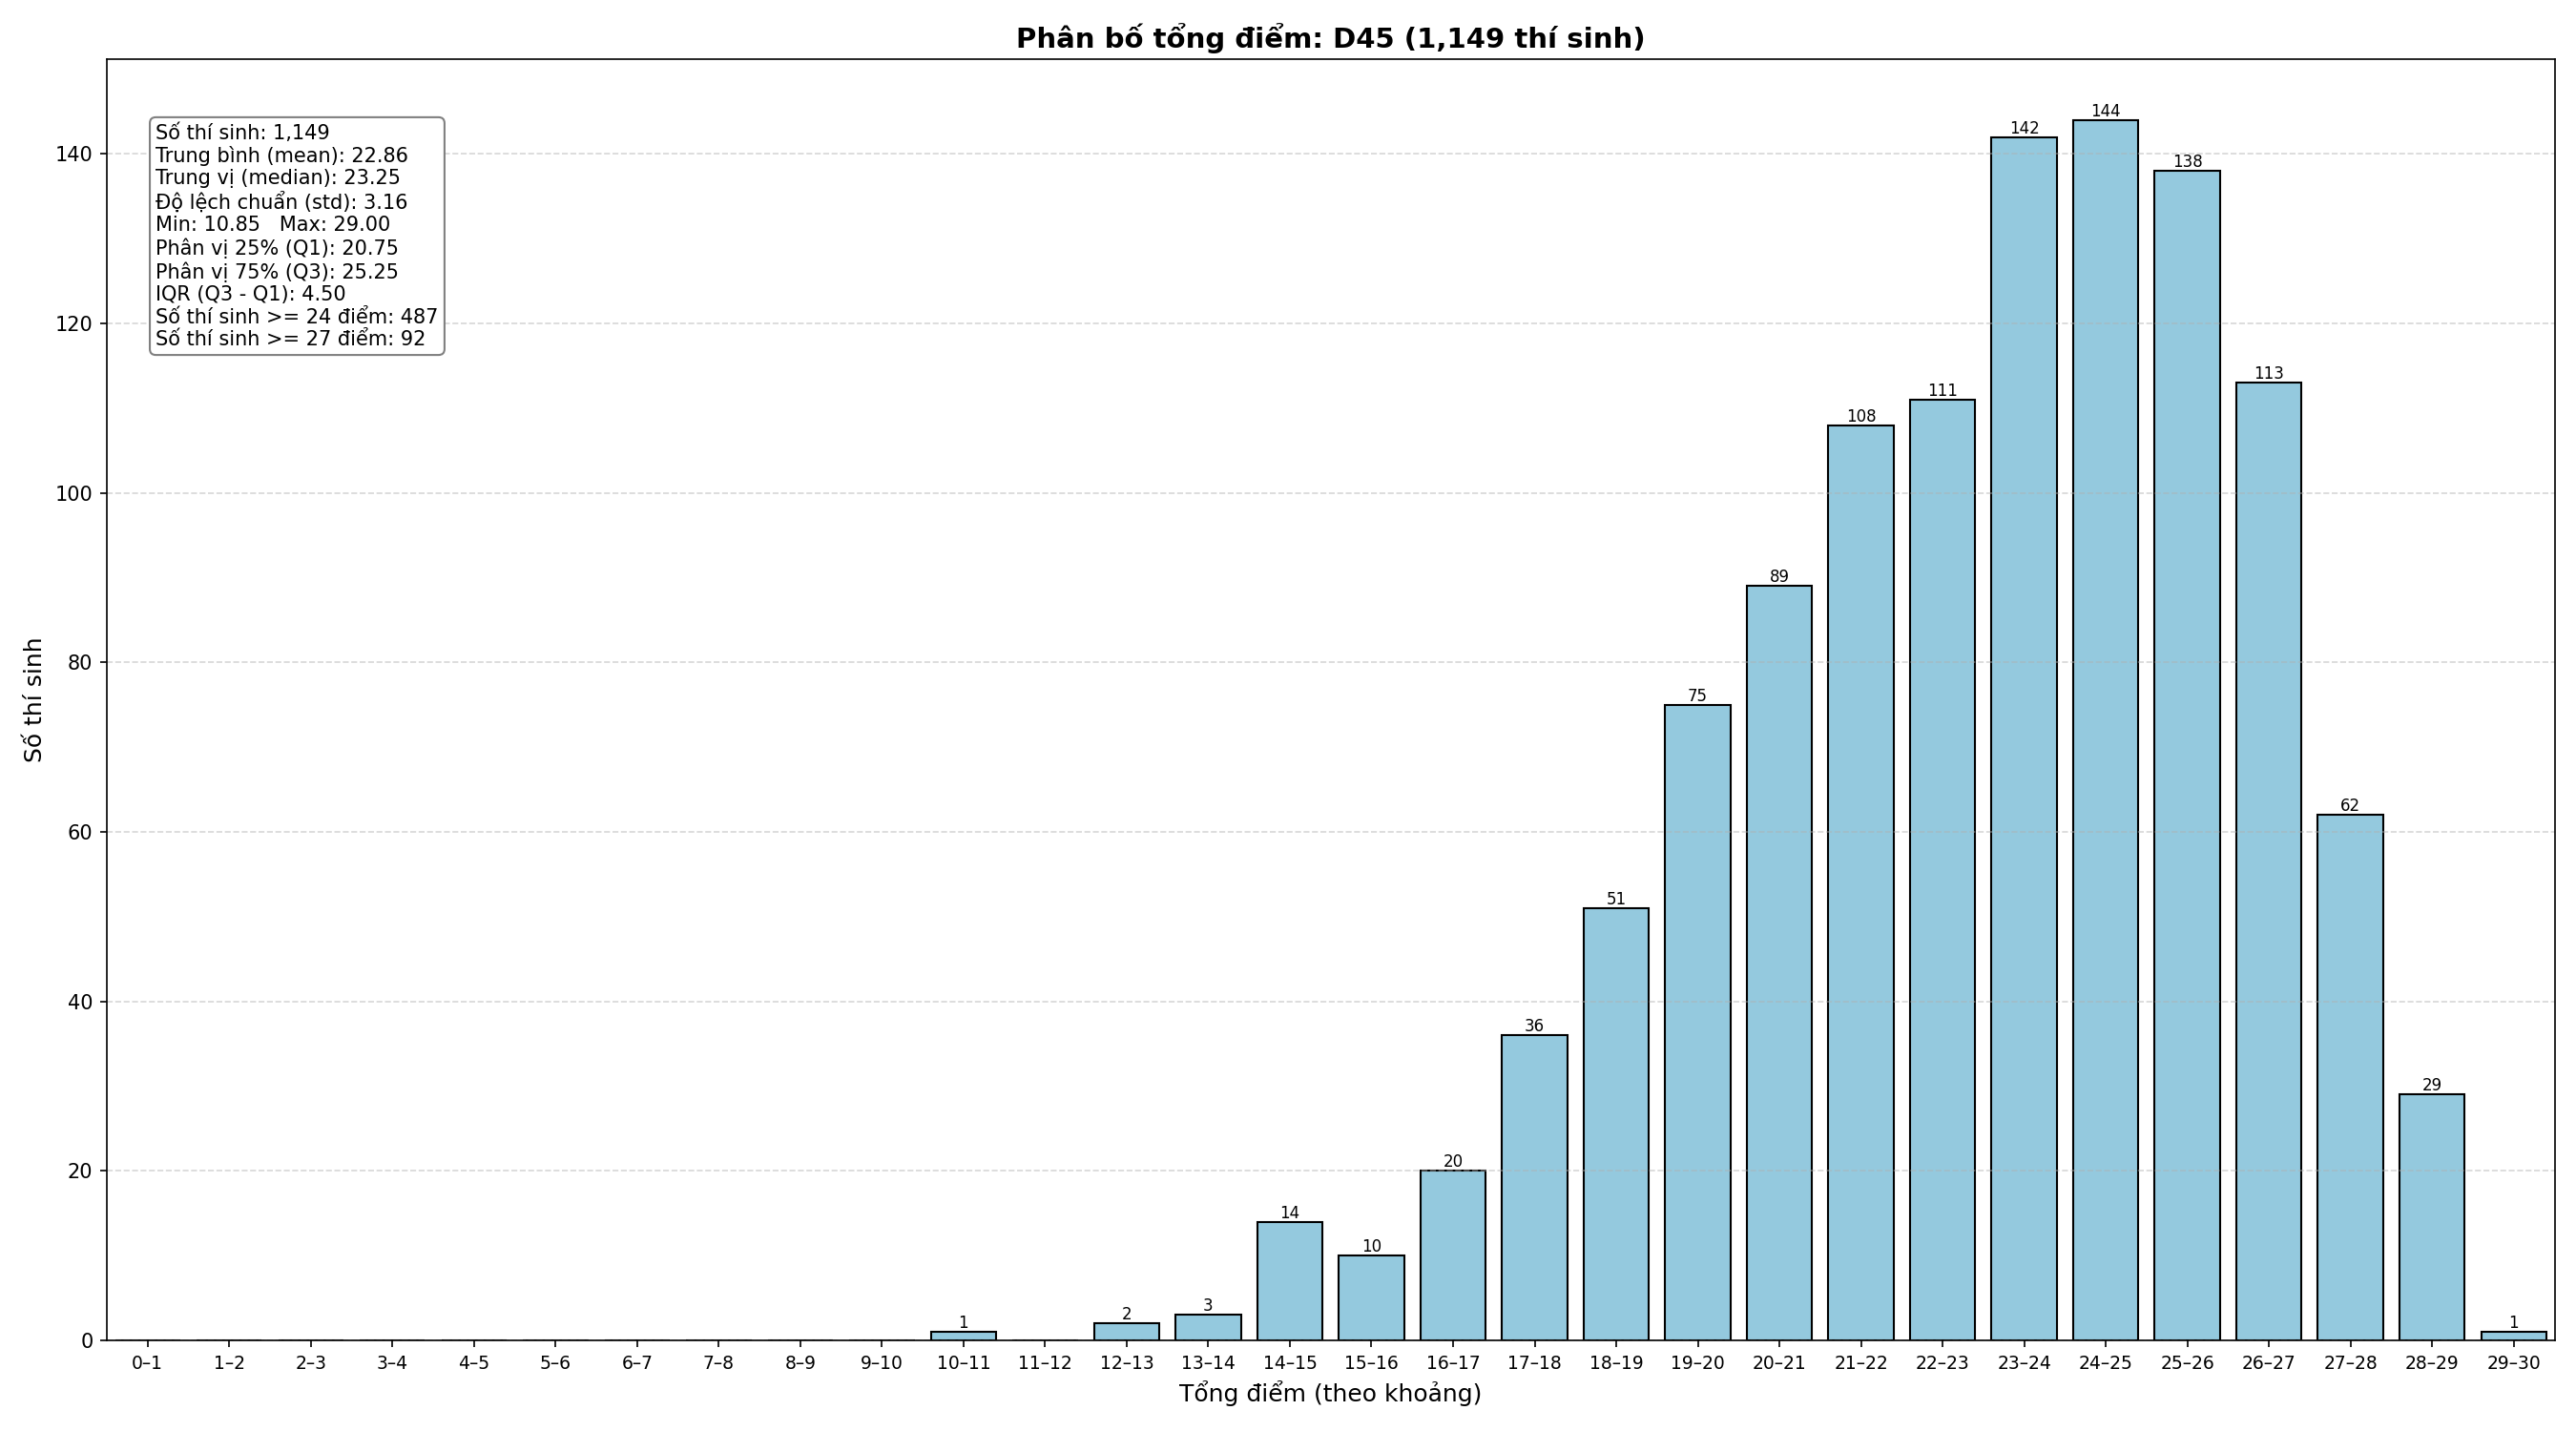 Phân bố tổng điểm: D45 (1,149 thí sinh)
Số thí sinh: 1,149
Trung bình (mean): 22.86
Trung vị (median): 23.25
Độ lệch chuẩn (std): 3.16
Min: 10.85   Max: 29.00
Phân vị 25% (Q1): 20.75
Phân vị 75% (Q3): 25.25
IQR (Q3 - Q1): 4.50
Số thí sinh >= 24 điểm: 487
Số thí sinh >= 27 điểm: 92
Số thí sinh
140
120
100
80
60
40
20
0
1 2 3 14 10 20 36 51 75 89 108 111 142 144 138 113 62 29 1
0–1 1–2 2–3 3–4 4–5 5–6 6–7 7–8 8–9 9–10 10–11 11–12 12–13 13–14 14–15 15–16 16–17 17–18 18–19 19–20 20–21 21–22 22–23 23–24 24–25 25–26 26–27 27–28 28–29 29–30
Tổng điểm (theo khoảng)